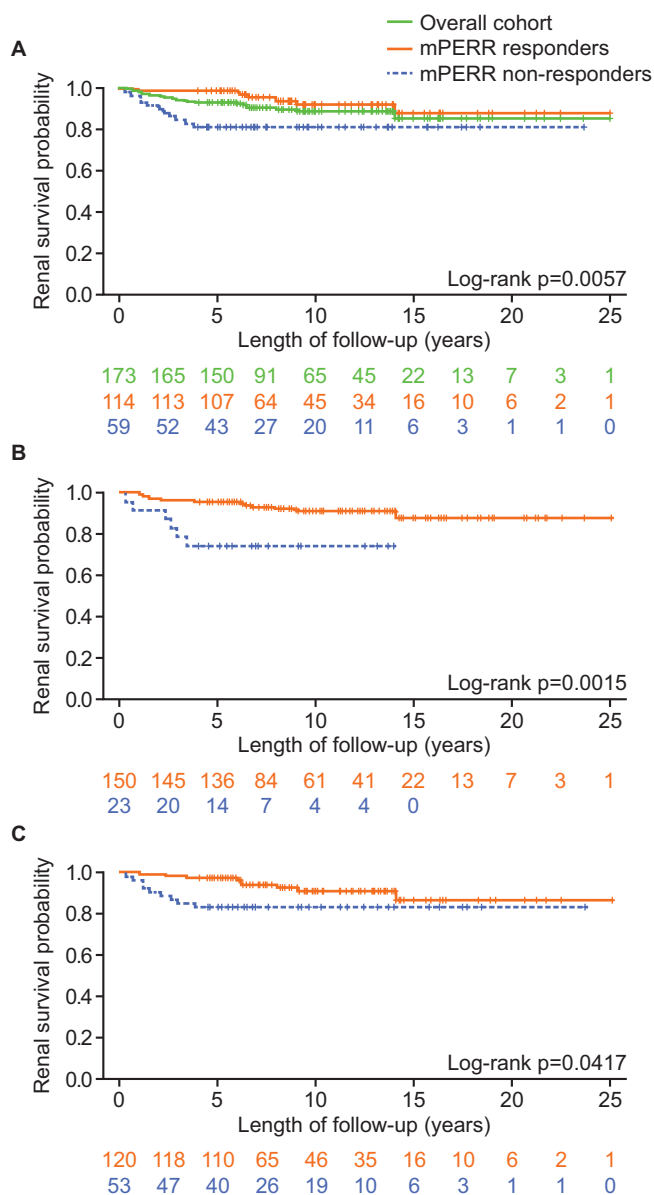 Overall cohort
mPERR responders
mPERR non-responders
A
Renal survival probability
1.0
0.8
0.6
0.4
0.2
0.0
Log-rank p=0.0057
0 5 10 15 20 25
Length of follow-up (years)
173 165 150 91 65 45 22 13 7 3 1
114 113 107 64 45 34 16 10 6 2 1
59 52 43 27 20 11 6 3 1 1 0
B
Renal survival probability
1.0
0.8
0.6
0.4
0.2
0.0
Log-rank p=0.0015
0 5 10 15 20 25
Length of follow-up (years)
150 145 136 84 61 41 22 13 7 3 1
23 20 14 7 4 4 0
C
Renal survival probability
1.0
0.8
0.6
0.4
0.2
0.0
Log-rank p=0.0417
0 5 10 15 20 25
Length of follow-up (years)
120 118 110 65 46 35 16 10 6 2 1
53 47 40 26 19 10 6 3 1 1 0